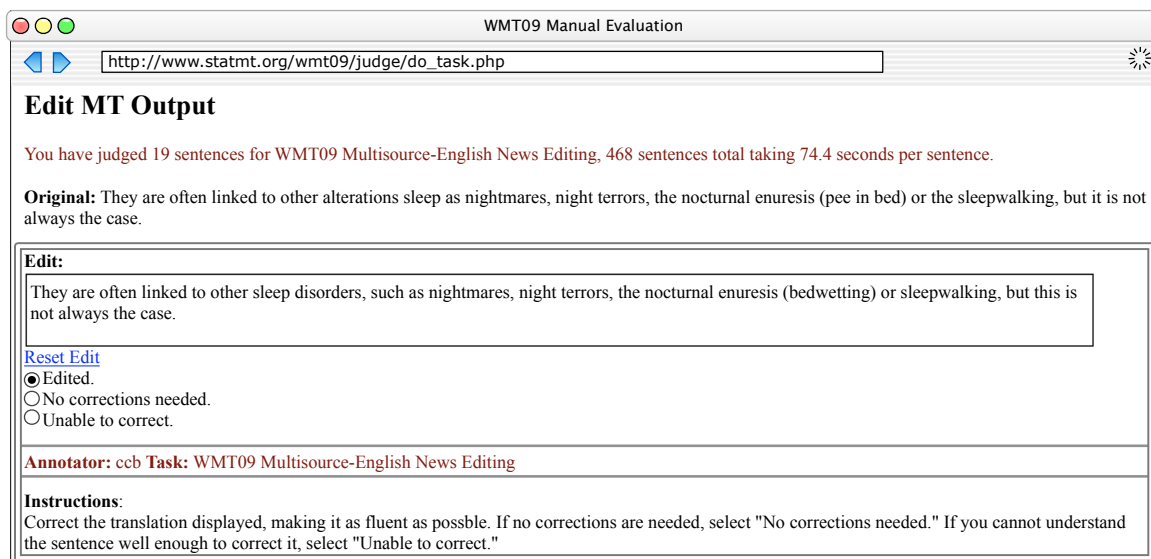 WMT09 Manual Evaluation
http://www.statmt.org/wmt09/judge/do_task.php
Edit MT Output
You have judged 19 sentences for WMT09 Multisource-English News Editing, 468 sentences total taking 74.4 seconds per sentence.
Original: They are often linked to other alterations sleep as nightmares, night terrors, the nocturnal enuresis (pee in bed) or the sleepwalking, but it is not
always the case.
Edit:
They are often linked to other sleep disorders, such as nightmares, night terrors, the nocturnal enuresis (bedwetting) or sleepwalking, but this is
not always the case.
Reset Edit
Edited.
No corrections needed.
Unable to correct.
Annotator: ccb Task: WMT09 Multisource-English News Editing
Instructions:
Correct the translation displayed, making it as fluent as possble. If no corrections are needed, select "No corrections needed." If you cannot understand
the sentence well enough to correct it, select "Unable to correct."